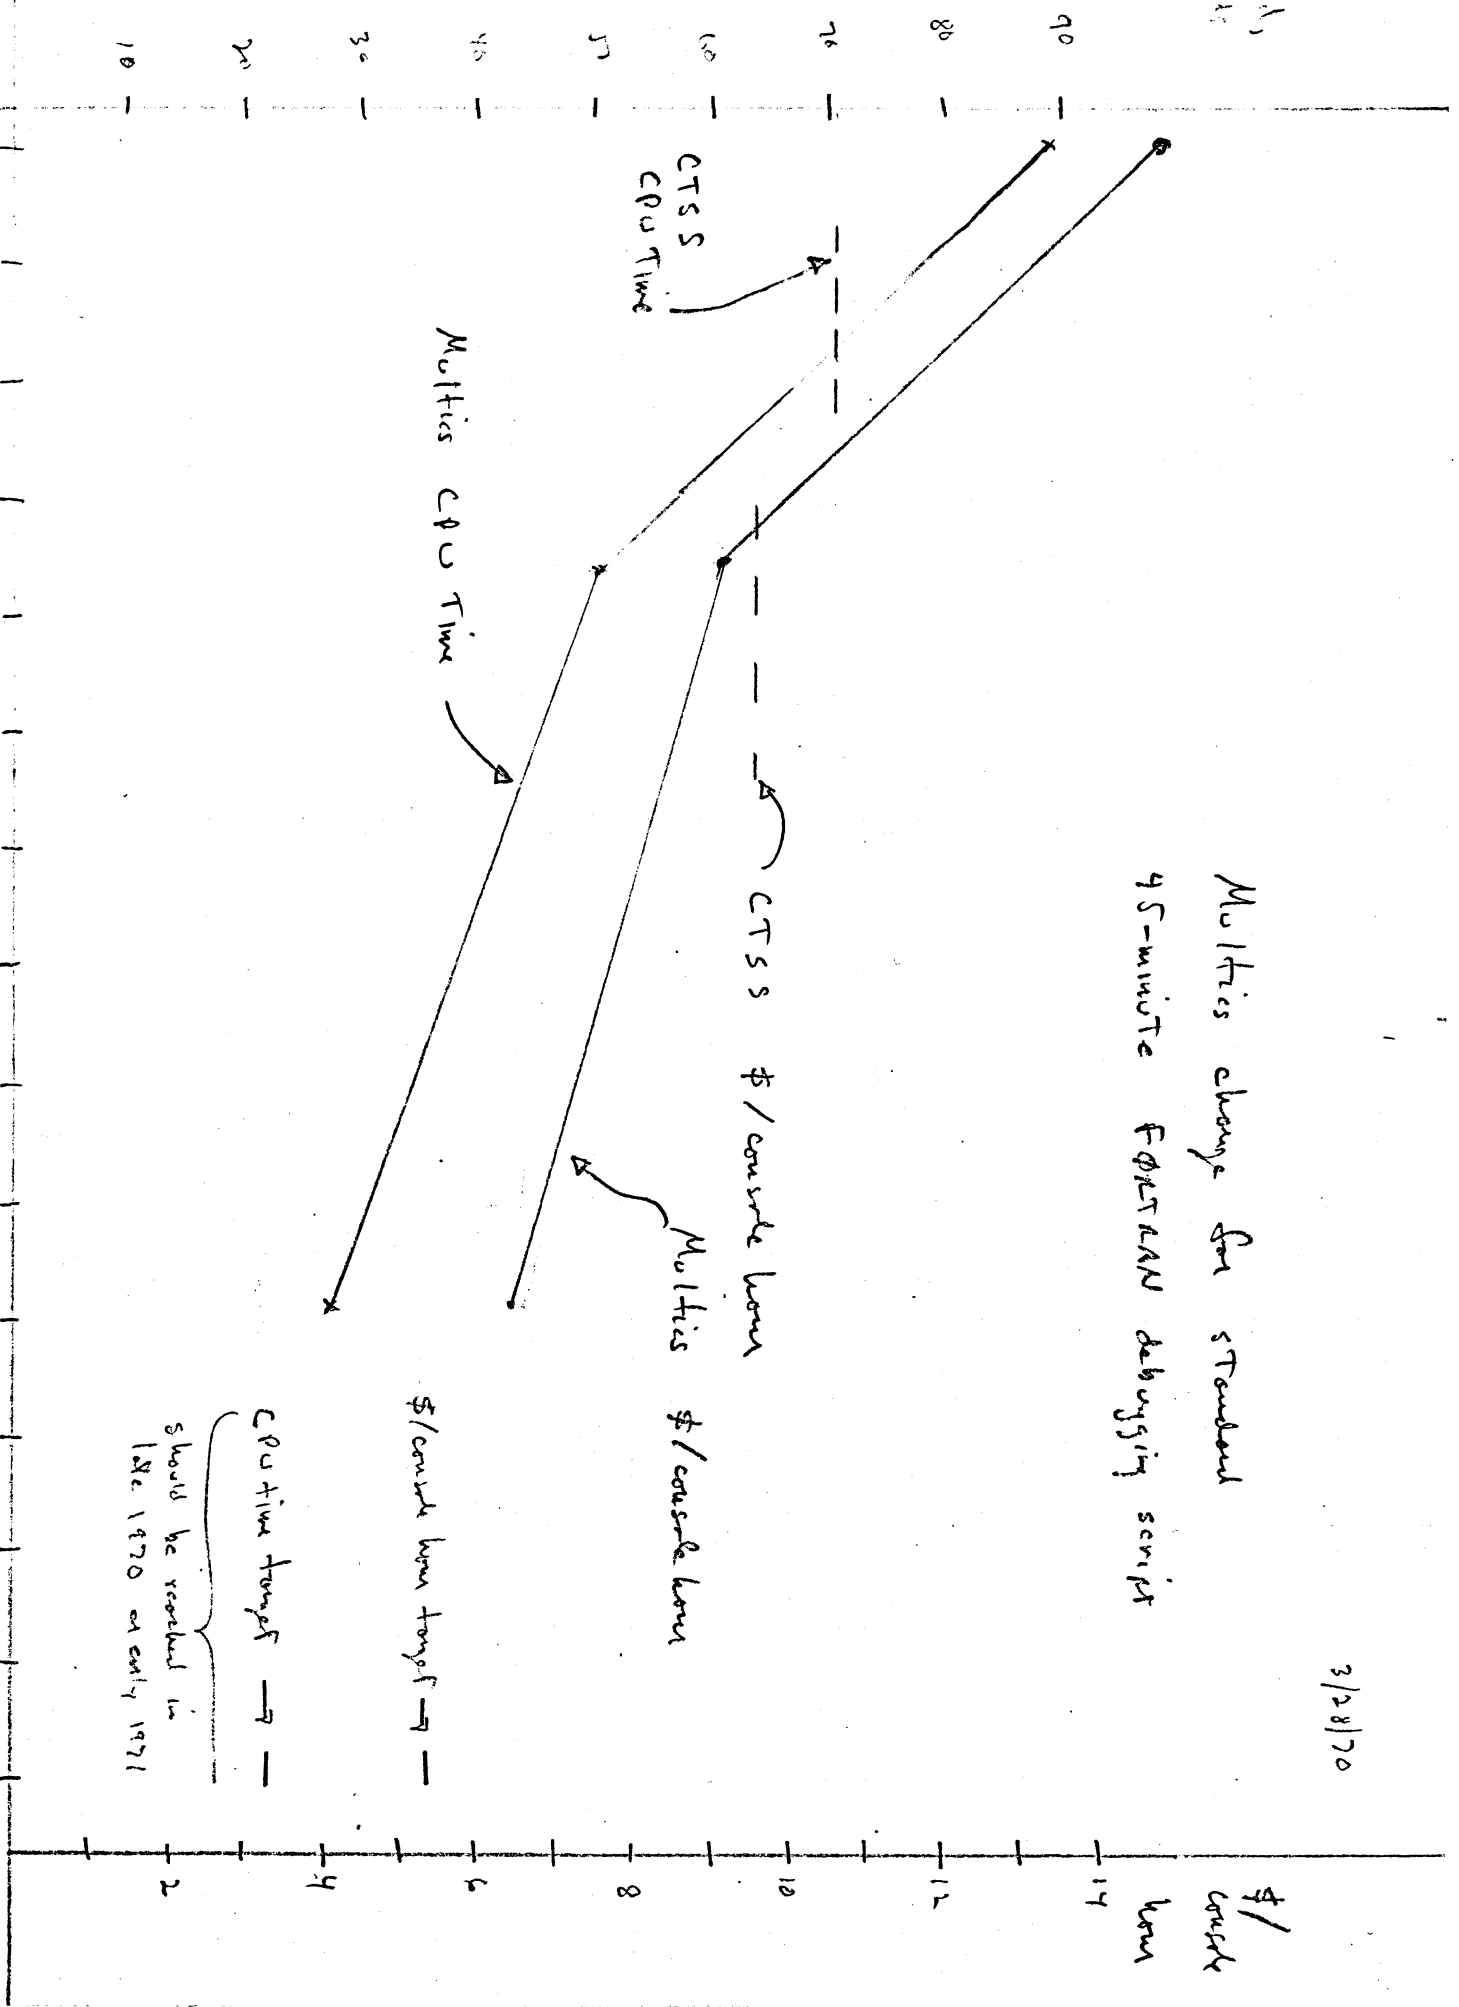 3/28/70
Multics charge for standard
45-minute FORTRAN debugging script
90
80
70
60
50
40
30
20
10
CTSS
CPU Time
Multics CPU Time
CTSS $/console hour
Multics $/console hour
$/console hour target →
CPU time target →
should be reached in
late 1970 or early 1971
$/
console
hour
14
12
10
8
6
4
2